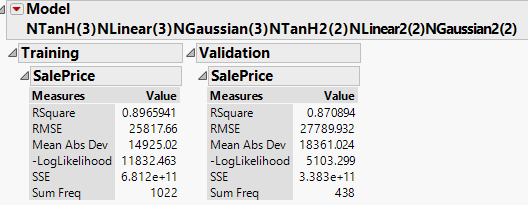 Model
NTanH(3)NLinear(3)NGaussian(3)NTanH2(2)NLinear2(2)NGaussian2(2)
Training
SalePrice
Measures Value
RSquare 0.8965941
RMSE 25817.66
Mean Abs Dev 14925.02
-LogLikelihood 11832.463
SSE 6.812e+11
Sum Freq 1022
Validation
SalePrice
Measures Value
RSquare 0.870894
RMSE 27789.932
Mean Abs Dev 18361.024
-LogLikelihood 5103.299
SSE 3.383e+11
Sum Freq 438